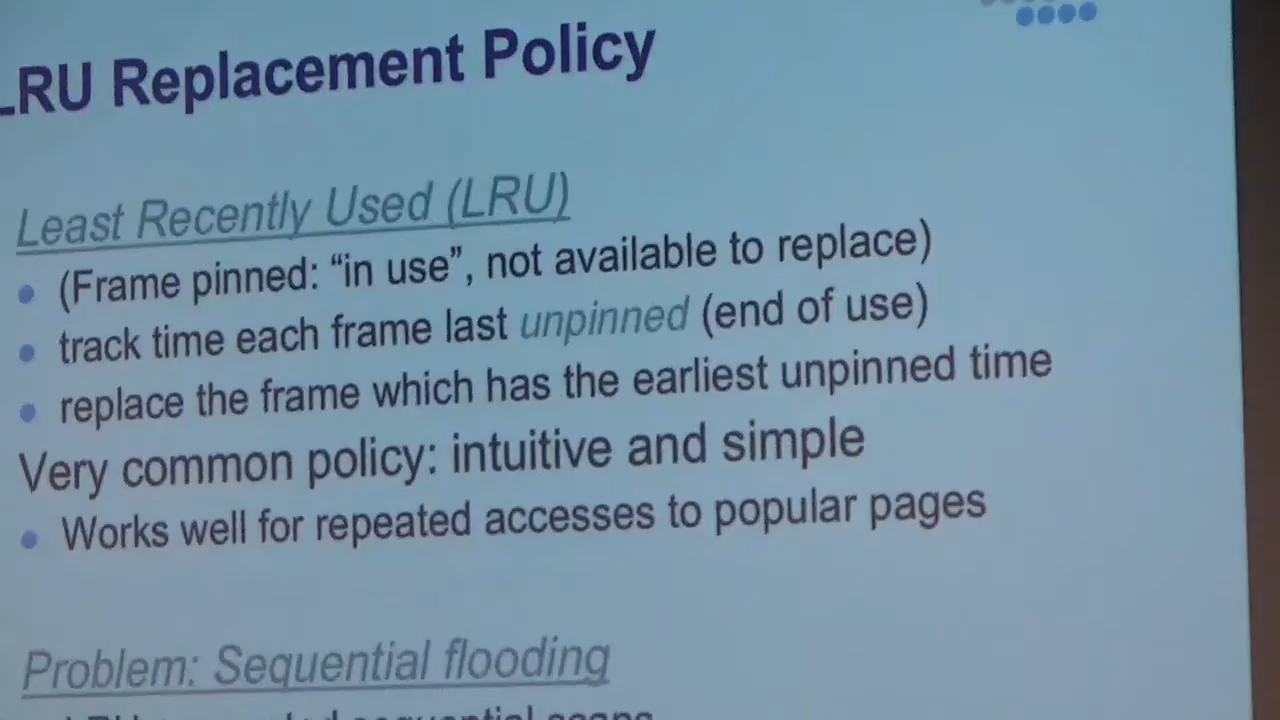 LRU Replacement Policy
Least Recently Used (LRU)
(Frame pinned: “in use”, not available to replace)
track time each frame last unpinned (end of use)
replace the frame which has the earliest unpinned time
Very common policy: intuitive and simple
Works well for repeated accesses to popular pages
Problem: Sequential flooding
sequential scans